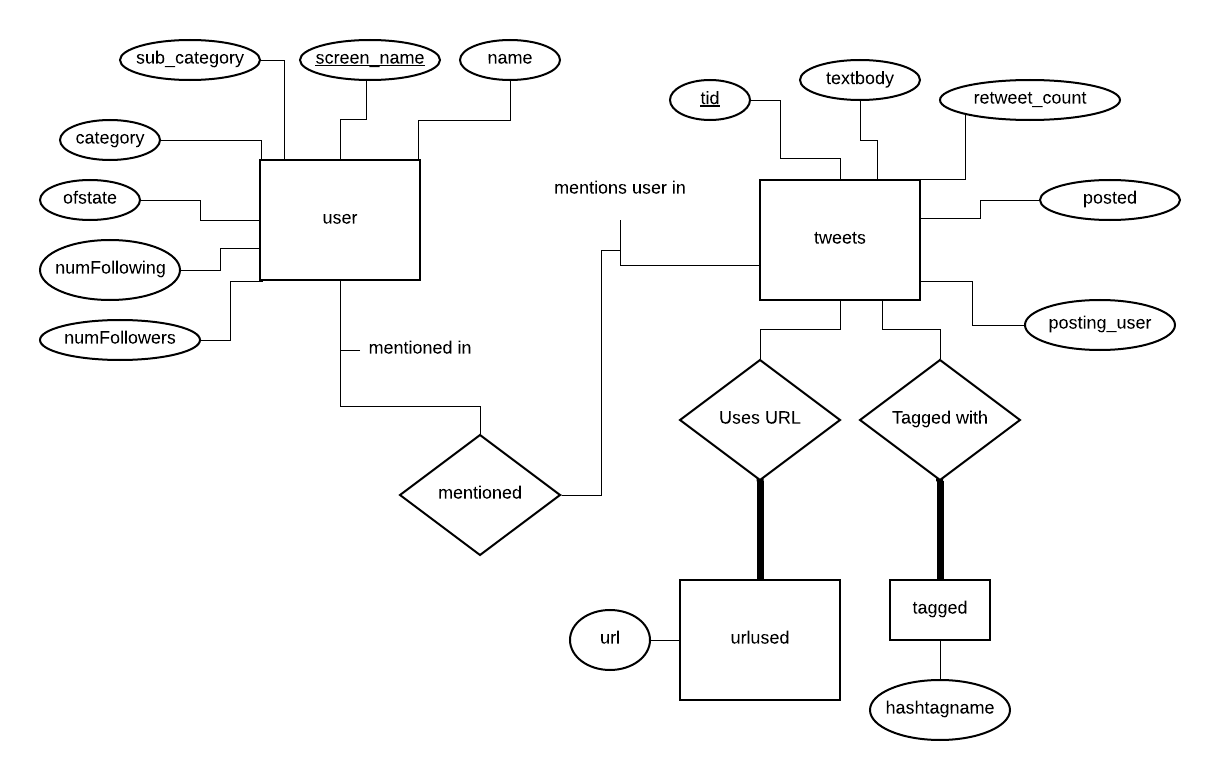 sub_category
screen_name
name
category
ofstate
numFollowing
numFollowers
user
mentioned in
mentioned
mentions user in
tid
textbody
retweet_count
posted
posting_user
tweets
Uses URL
Tagged with
url
urlused
tagged
hashtagname